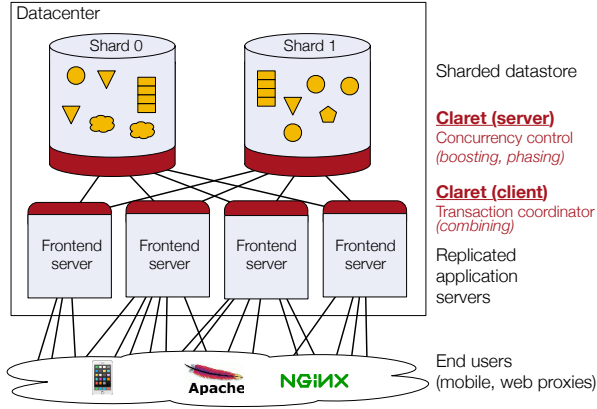 Datacenter
Shard 0
Shard 1
Sharded datastore
Claret (server)
Concurrency control
(boosting, phasing)
Claret (client)
Transaction coordinator
(combining)
Frontend
server
Frontend
server
Frontend
server
Frontend
server
Replicated
application
servers
Apache
NGiNX
End users
(mobile, web proxies)